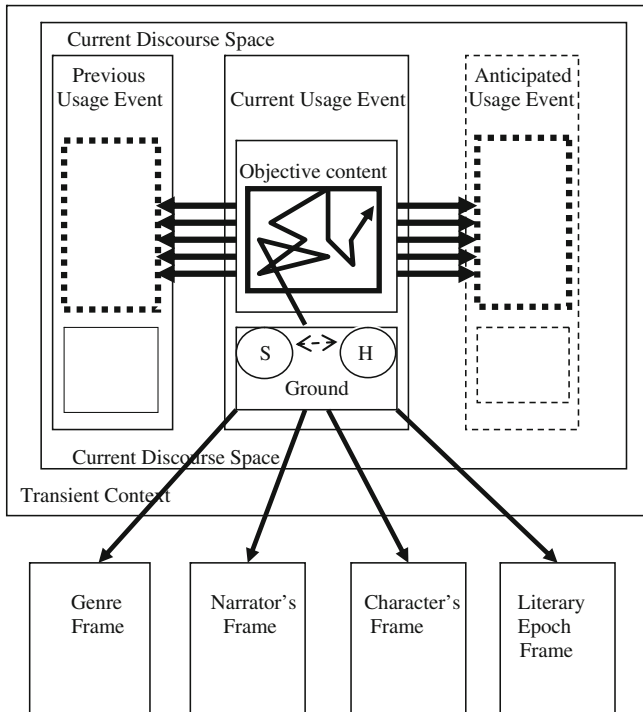 Current Discourse Space
Previous
Usage Event
Current Usage Event
Anticipated
Usage Event
Objective content
S
H
Ground
Current Discourse Space
Transient Context
Genre
Frame
Narrator's
Frame
Character's
Frame
Literary
Epoch
Frame